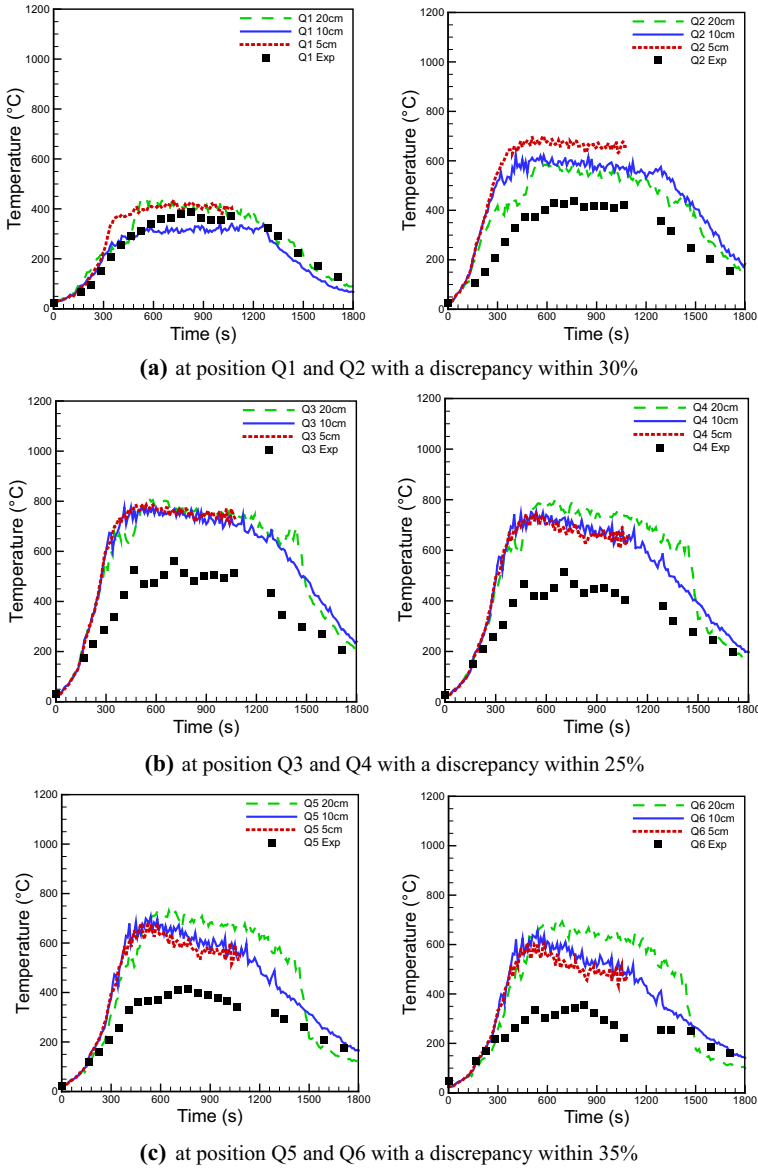 1200
1000
800
600
400
200
0
Temperature (°C)
0 300 600 900 1200 1500 1800
Time (s)
Q1 20cm
Q1 10cm
Q1 5cm
Q1 Exp
1200
1000
800
600
400
200
0
Temperature (°C)
0 300 600 900 1200 1500 1800
Time (s)
Q2 20cm
Q2 10cm
Q2 5cm
Q2 Exp
(a) at position Q1 and Q2 with a discrepancy within 30%
1200
1000
800
600
400
200
0
Temperature (°C)
0 300 600 900 1200 1500 1800
Time (s)
Q3 20cm
Q3 10cm
Q3 5cm
Q3 Exp
1200
1000
800
600
400
200
0
Temperature (°C)
0 300 600 900 1200 1500 1800
Time (s)
Q4 20cm
Q4 10cm
Q4 5cm
Q4 Exp
(b) at position Q3 and Q4 with a discrepancy within 25%
1200
1000
800
600
400
200
0
Temperature (°C)
0 300 600 900 1200 1500 1800
Time (s)
Q5 20cm
Q5 10cm
Q5 5cm
Q5 Exp
1200
1000
800
600
400
200
0
Temperature (°C)
0 300 600 900 1200 1500 1800
Time (s)
Q6 20cm
Q6 10cm
Q6 5cm
Q6 Exp
(c) at position Q5 and Q6 with a discrepancy within 35%